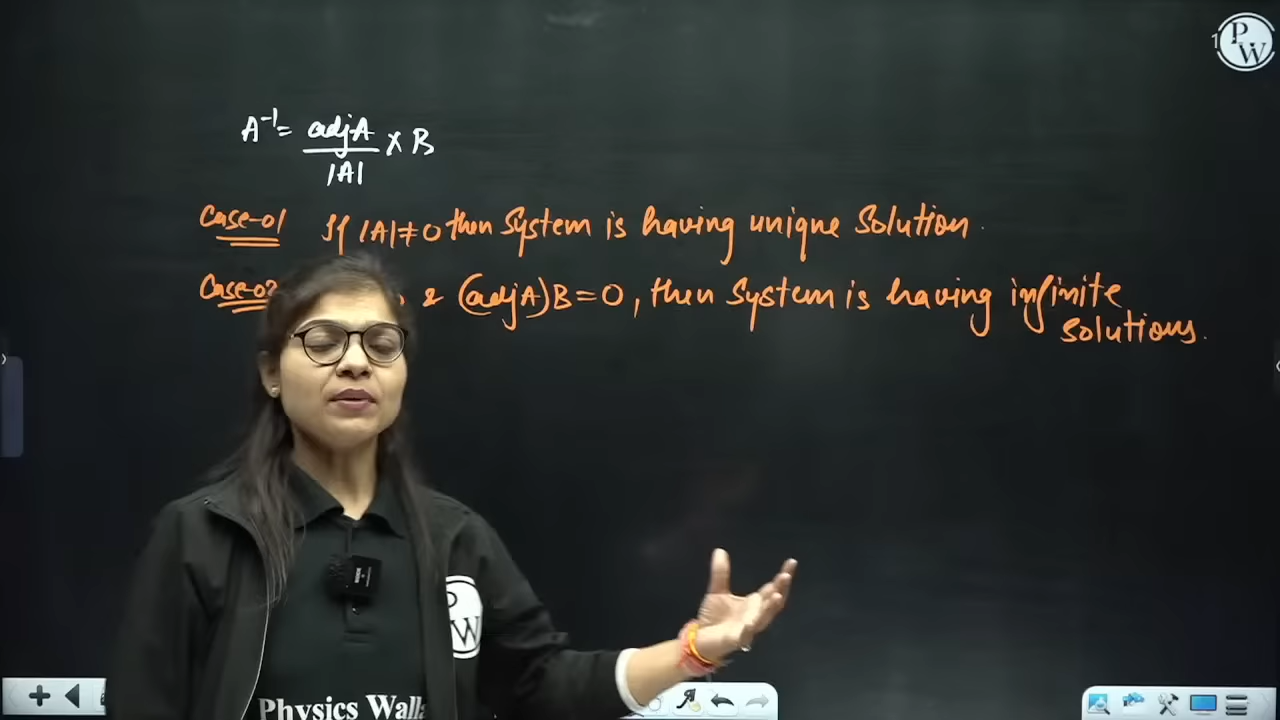 PW
A⁻¹= adjA/|A| × B
Case-01 If |A|≠0 then System is having unique Solution.
Case-02 & (adjA)B=0, then System is having infinite
solutions.
PW
Physics Walla